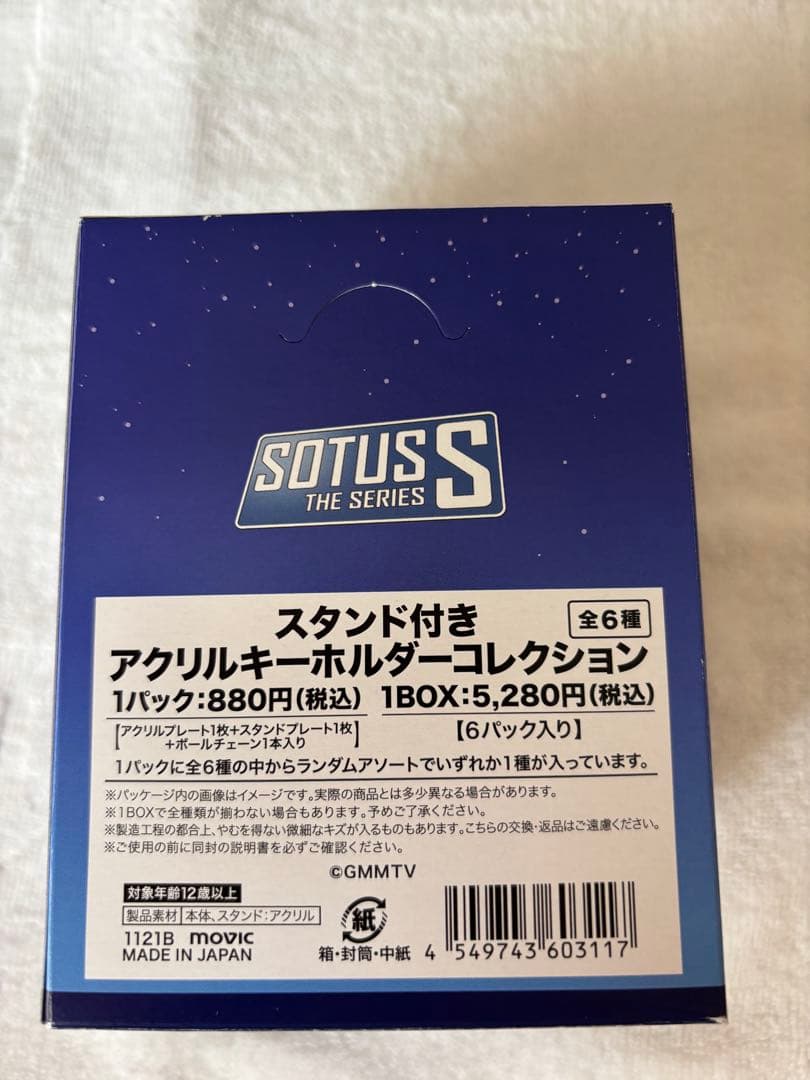 SOTUS S
THE SERIES
スタンド付き 全6種
アクリルキーホルダーコレクション
1パック:880円(税込) 1BOX:5,280円(税込)
【アクリルプレート1枚+スタンドプレート1枚
+ボールチェーン1本入り】
【6パック入り】
1パックに全6種の中からランダムアソートでいずれか1種が入っています。
※パッケージ内の画像はイメージです。実際の商品とは多少異なる場合があります。
※1BOXで全種類が揃わない場合もあります。予めご了承ください。
※製造工程の都合上、やむを得ない微細なキズが入るものもあります。こちらの交換・返品はご遠慮ください。
※ご使用の前に同封の説明書を必ずご確認ください。
©GMMTV
対象年齢12歳以上
製品素材 本体、スタンド:アクリル
1121B movic
MADE IN JAPAN
紙
箱・封筒・中紙
4 549743 603117